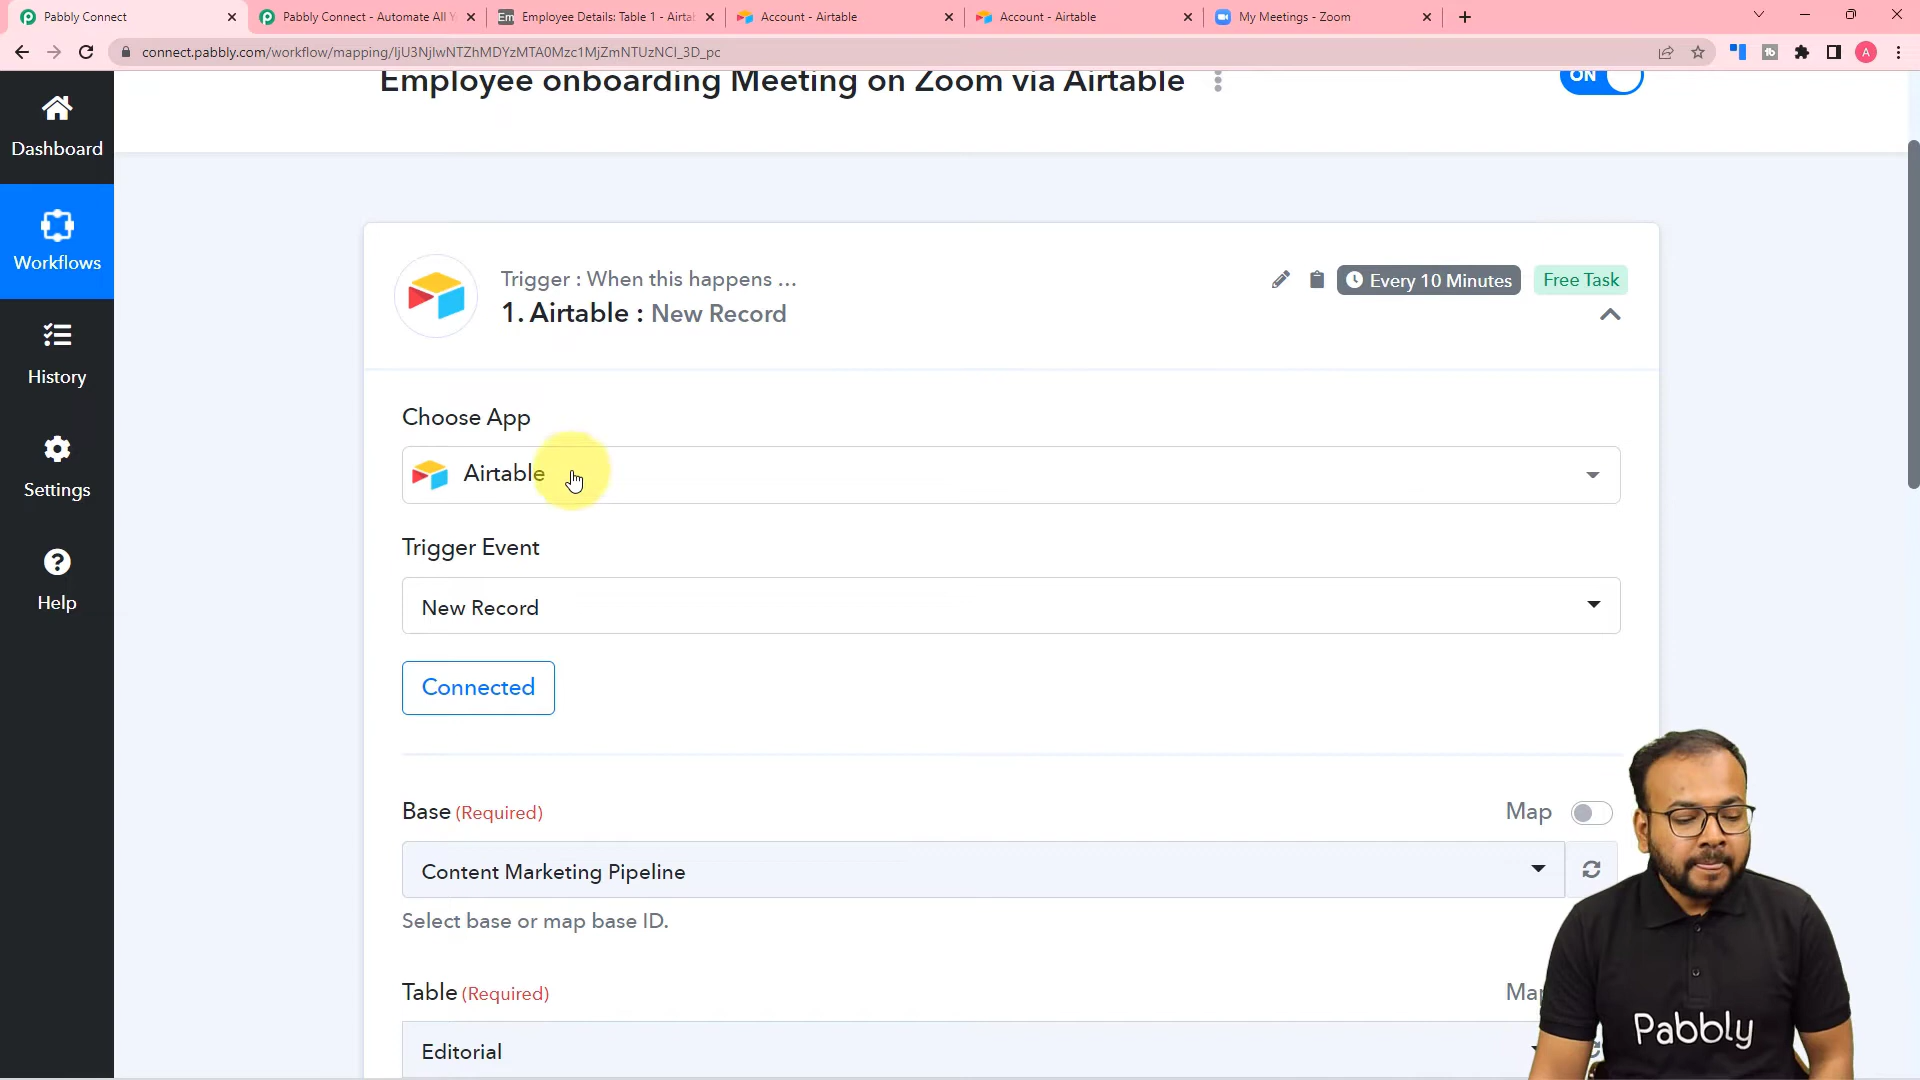 Pabbly Connect
Pabbly Connect - Automate All Y
Employee Details: Table 1 - Airta
Account - Airtable
Account - Airtable
My Meetings - Zoom
connect.pabbly.com/workflow/mapping/
Employee onboarding Meeting on Zoom via Airtable
ON
Dashboard
Workflows
History
Settings
Help
Trigger : When this happens ...
1. Airtable : New Record
Every 10 Minutes
Free Task
Choose App
Airtable
Trigger Event
New Record
Connected
Base (Required)
Map
Content Marketing Pipeline
Select base or map base ID.
Table (Required)
Map
Editorial
Pabbly